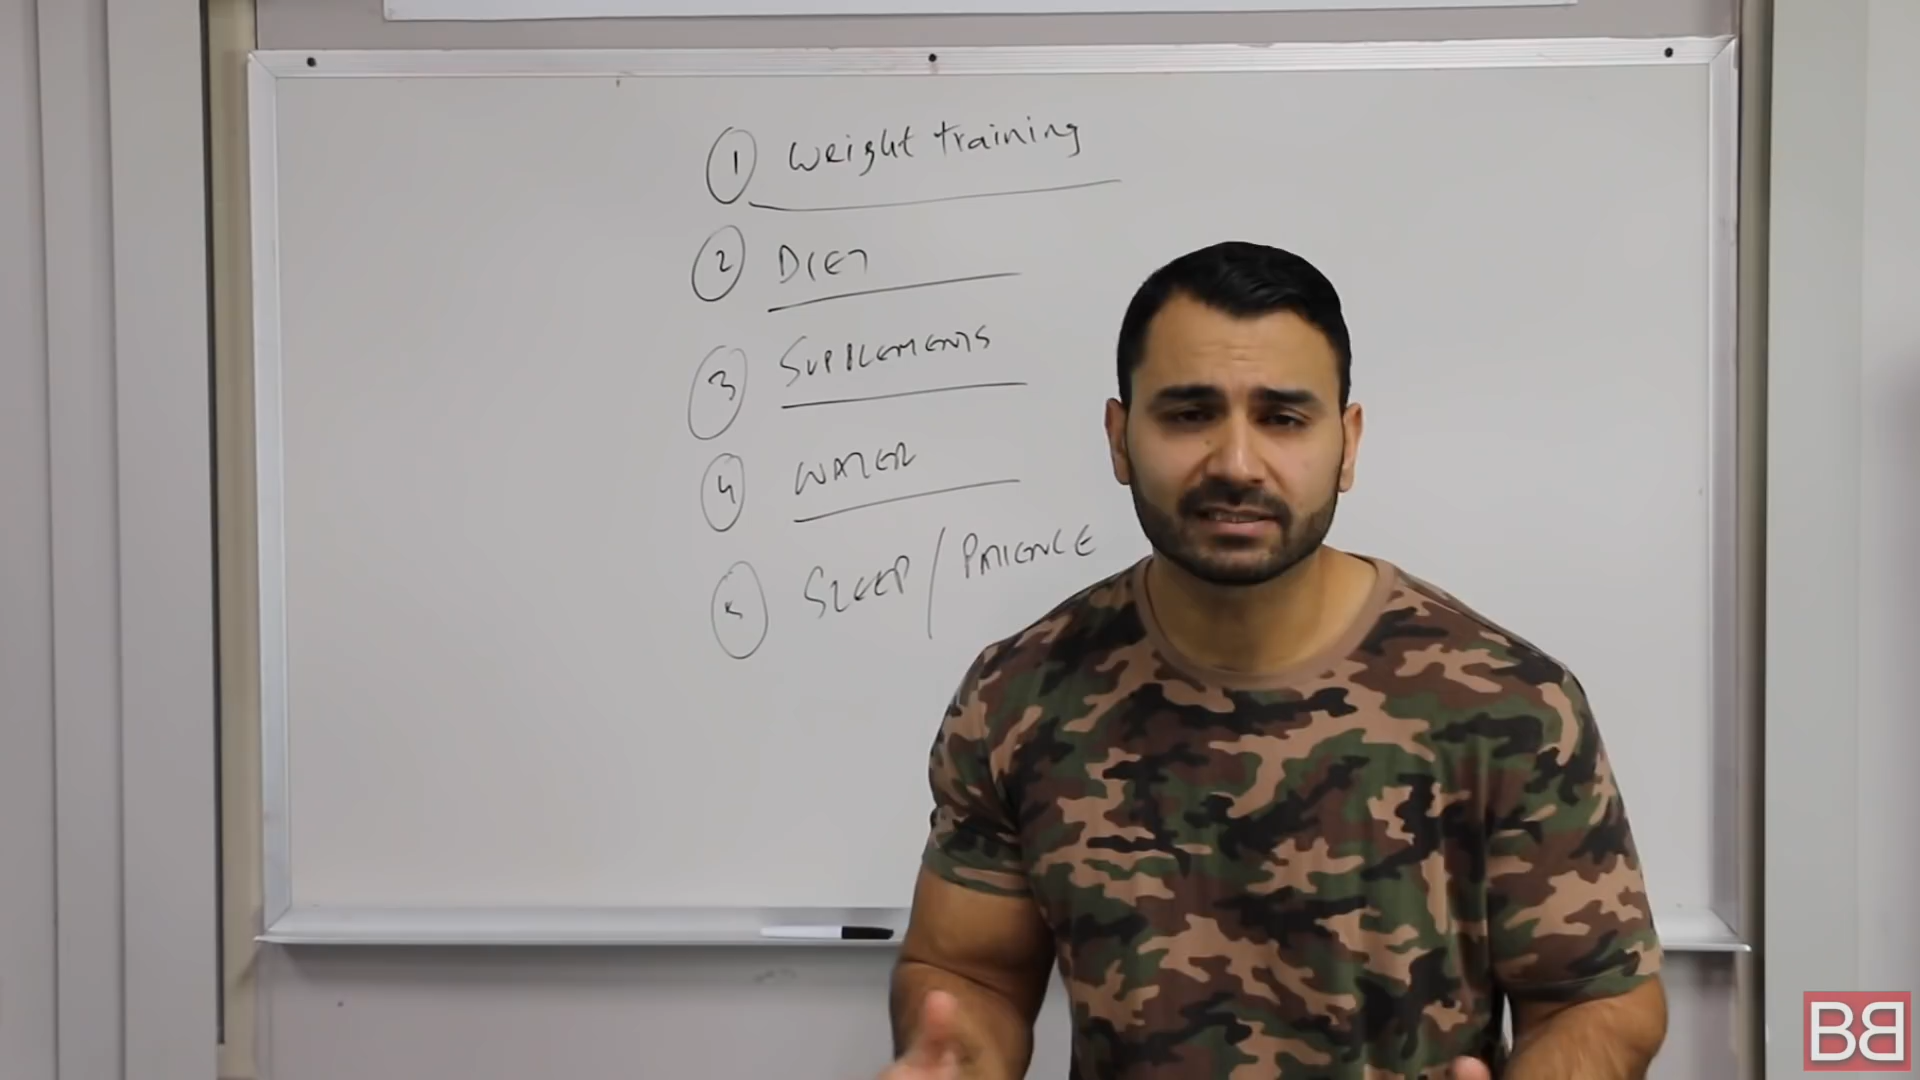 1 Weight training
2 DIET
3 SUPPLEMENTS
4 WATER
5 SLEEP / PATIENCE
BB